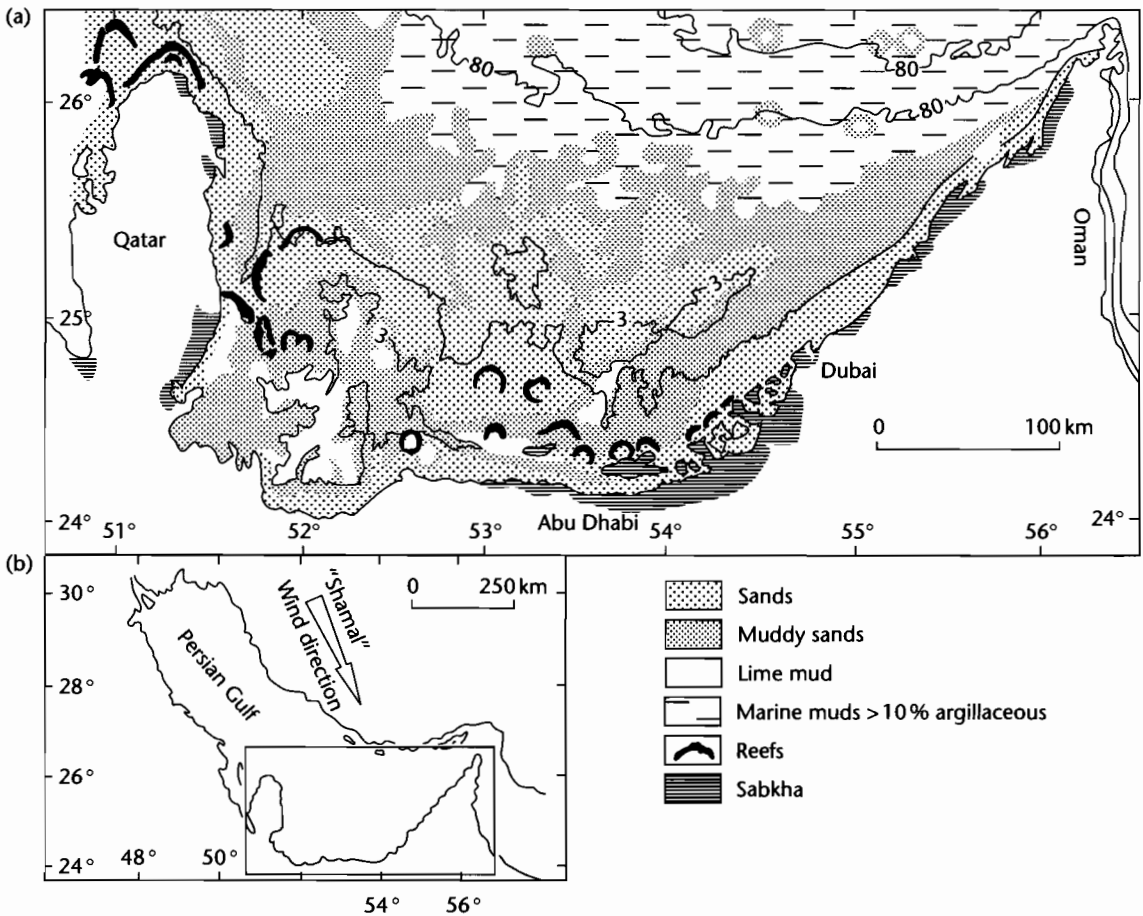 (a)
80
80
80
26°
Qatar
Oman
25°
3
3
3
Dubai
0 100 km
24°
51°
52°
53°
Abu Dhabi
54°
55°
56°
24°
(b)
30°
28°
26°
24°
48°
50°
54°
56°
Persian Gulf
"Shamal"
Wind direction
0 250 km
Sands
Muddy sands
Lime mud
Marine muds >10% argillaceous
Reefs
Sabkha